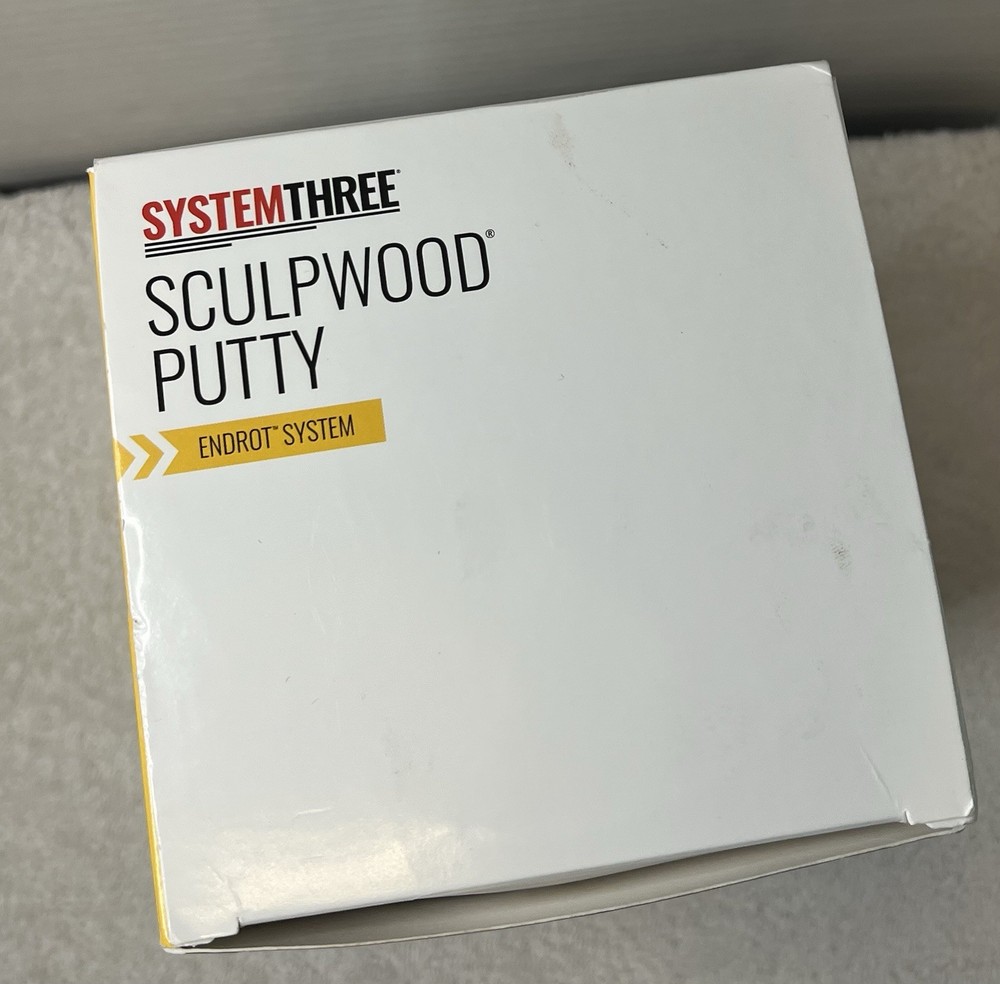 SYSTEMTHREE®
SCULPWOOD®
PUTTY
ENDROT™ SYSTEM